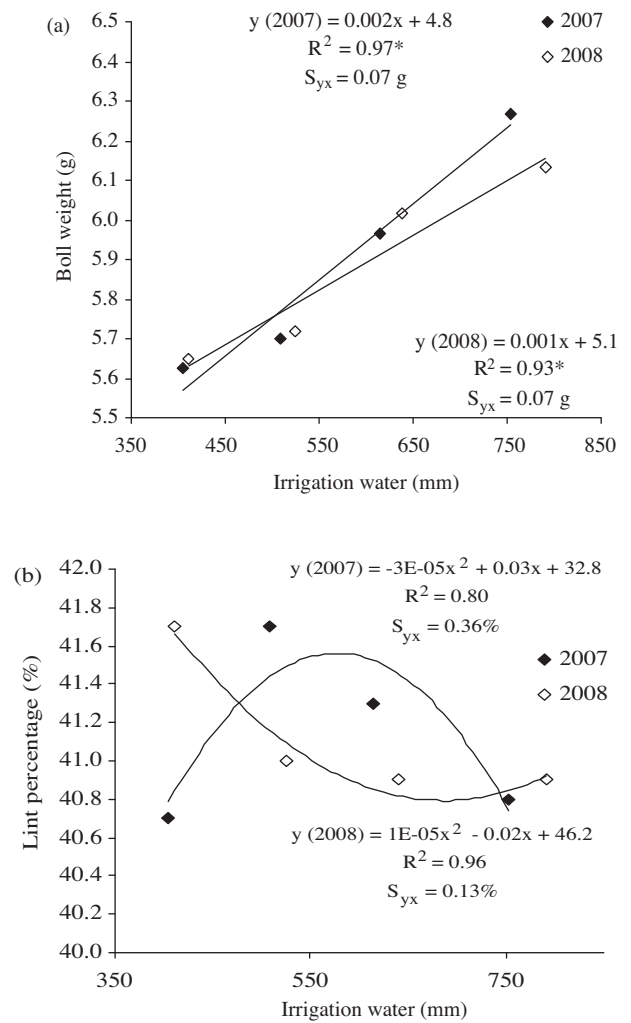 (a)
y (2007) = 0.002x + 4.8
R² = 0.97*
Syx = 0.07 g
2007
2008
6.5
6.4
6.3
6.2
6.1
6.0
5.9
5.8
5.7
5.6
5.5
Boll weight (g)
y (2008) = 0.001x + 5.1
R² = 0.93*
Syx = 0.07 g
350 450 550 650 750 850
Irrigation water (mm)
(b)
y (2007) = -3E-05x² + 0.03x + 32.8
R² = 0.80
Syx = 0.36%
2007
2008
42.0
41.8
41.6
41.4
41.2
41.0
40.8
40.6
40.4
40.2
40.0
Lint percentage (%)
y (2008) = 1E-05x² - 0.02x + 46.2
R² = 0.96
Syx = 0.13%
350 550 750
Irrigation water (mm)